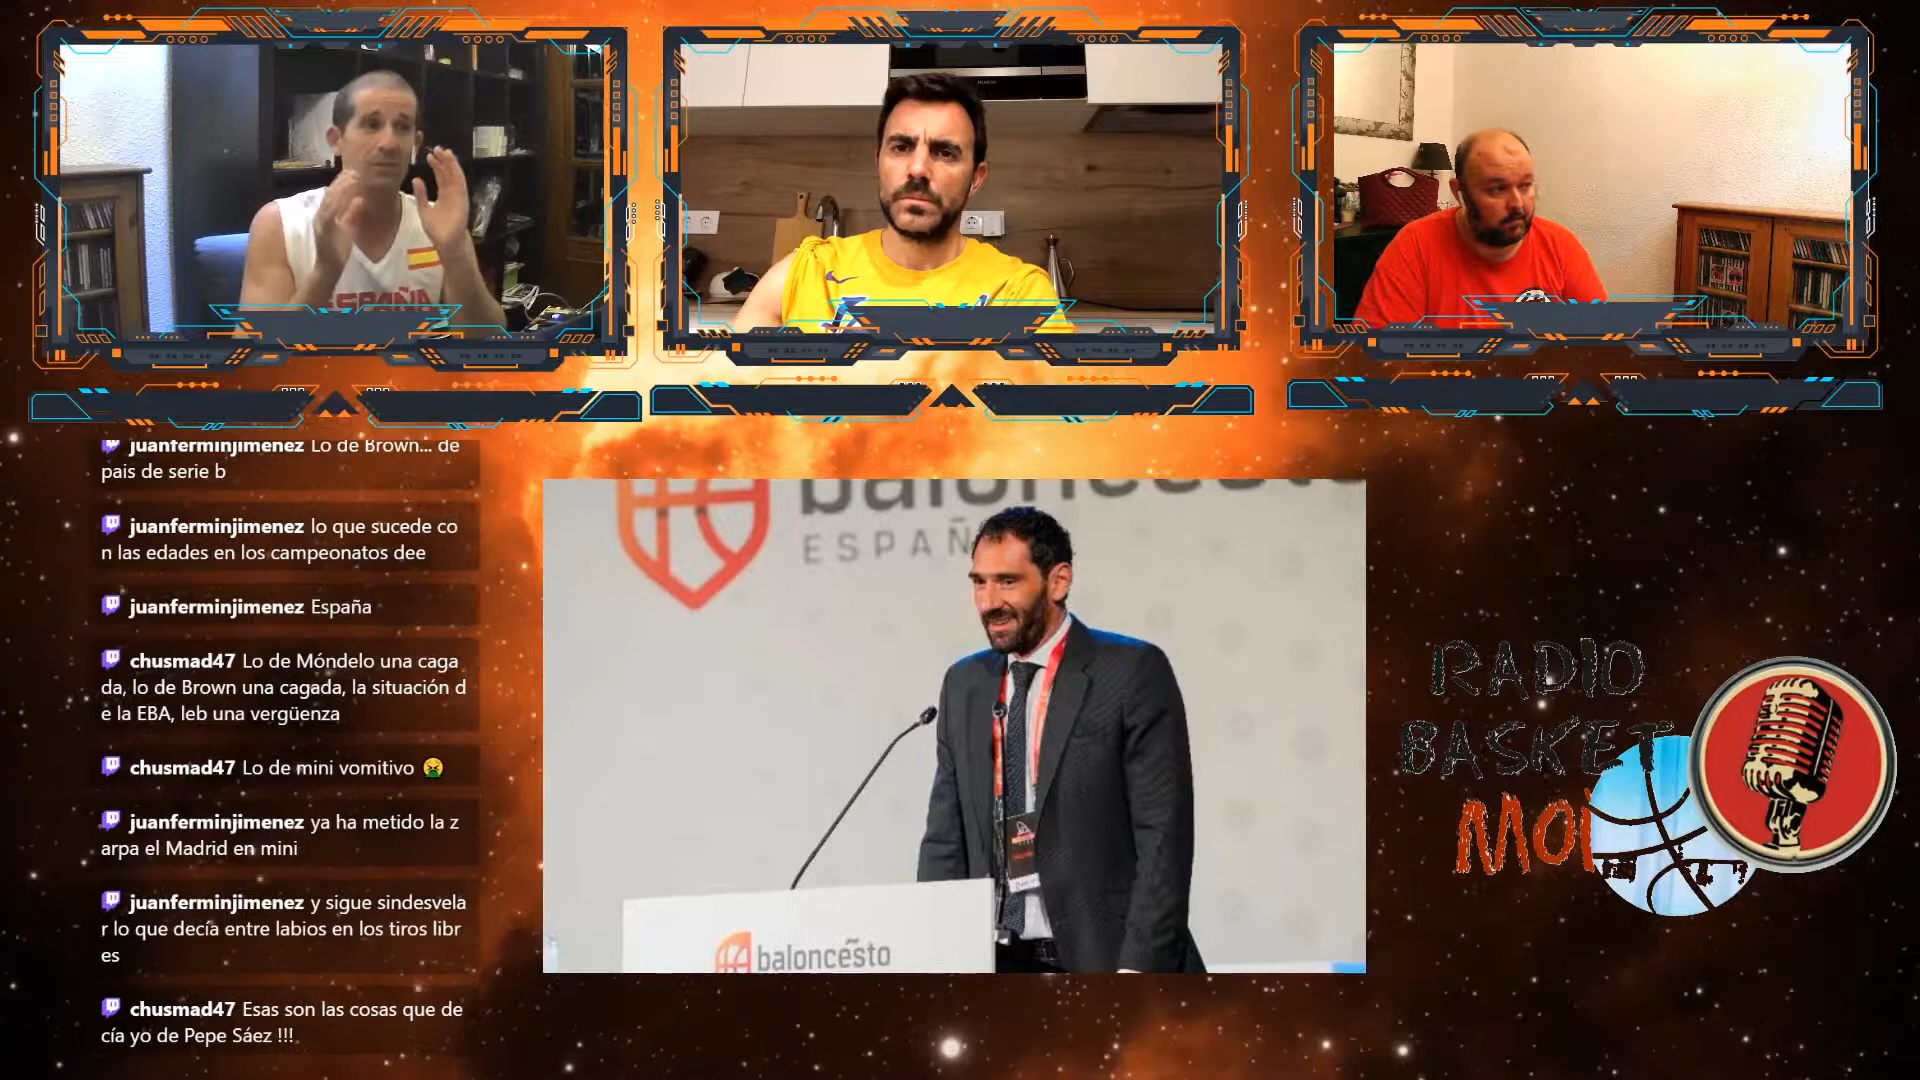 ESPAÑA
juanferminjimenez Lo de Brown... de
pais de serie b
juanferminjimenez lo que sucede co
n las edades en los campeonatos dee
juanferminjimenez España
chusmad47 Lo de Móndelo una caga
da, lo de Brown una cagada, la situación d
e la EBA, leb una vergüenza
chusmad47 Lo de mini vomitivo 🤮
juanferminjimenez ya ha metido la z
arpa el Madrid en mini
juanferminjimenez y sigue sindesvela
r lo que decía entre labios en los tiros libr
es
chusmad47 Esas son las cosas que de
cía yo de Pepe Sáez !!!
baloncesto
ESPAÑ
baloncesto
RADIO
BASKET
MOI